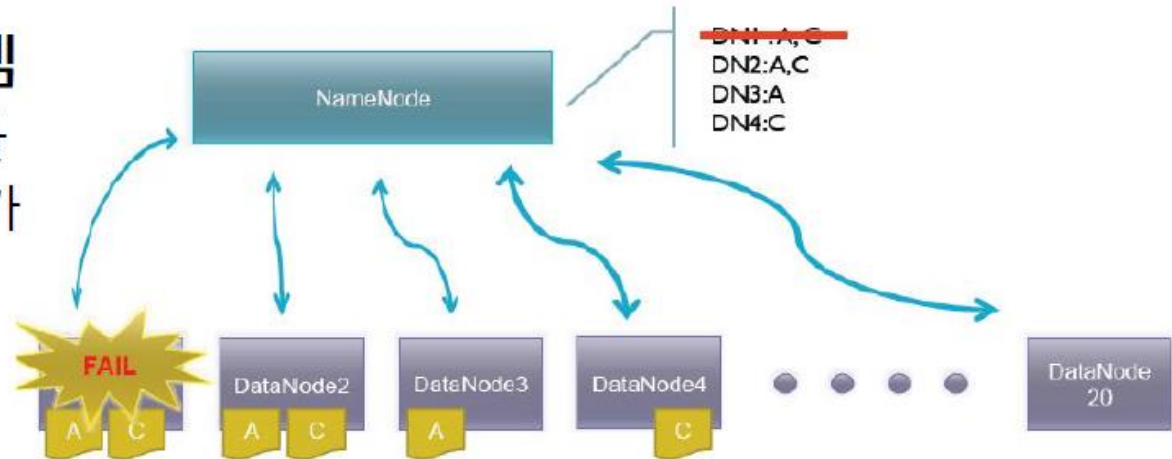 NameNode
DN1:A, C
DN2:A,C
DN3:A
DN4:C
FAIL
DataNode2
DataNode3
DataNode4
DataNode
20
A
C
A
C
A
C